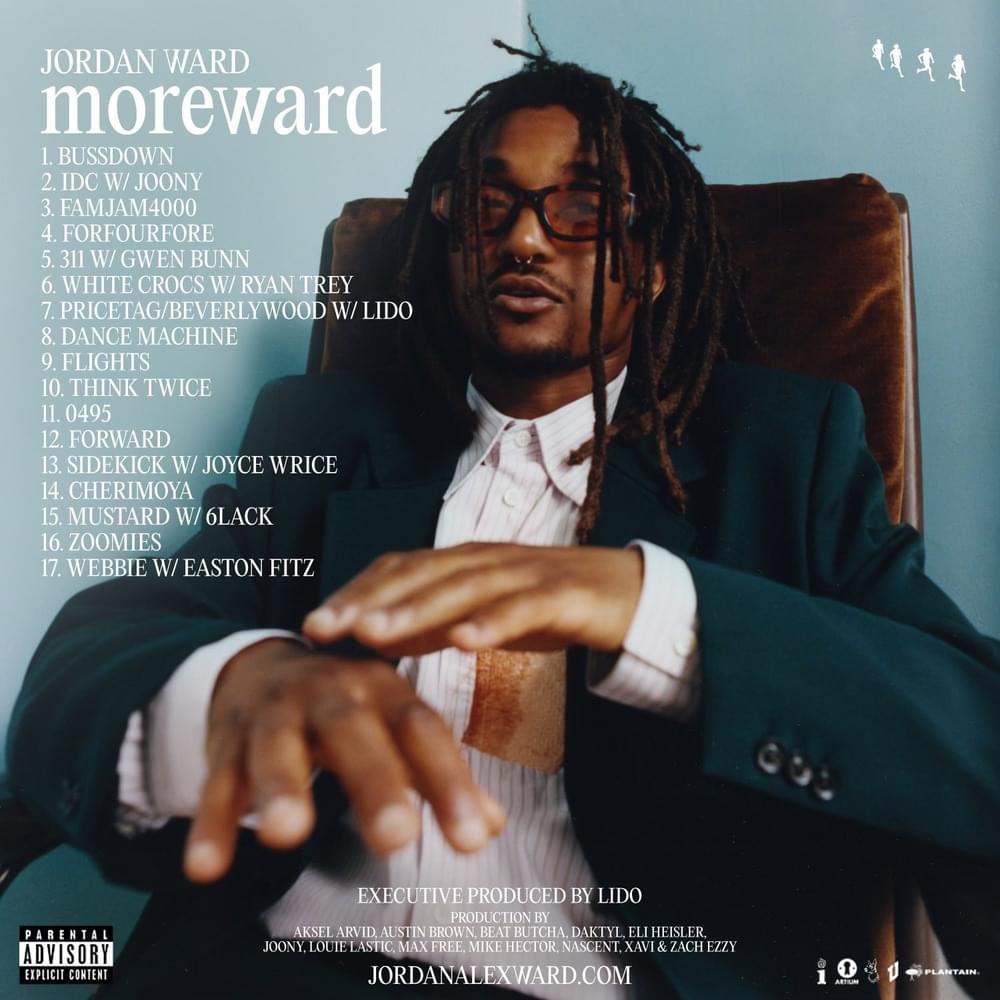 JORDAN WARD
moreward
1. BUSSDOWN
2. IDC W/ JOONY
3. FAMJAM4000
4. FORFOURFORE
5. 311 W/ GWEN BUNN
6. WHITE CROCS W/ RYAN TREY
7. PRICETAG/BEVERLYWOOD W/ LIDO
8. DANCE MACHINE
9. FLIGHTS
10. THINK TWICE
11. 0495
12. FORWARD
13. SIDEKICK W/ JOYCE WRICE
14. CHERIMOYA
15. MUSTARD W/ 6LACK
16. ZOOMIES
17. WEBBIE W/ EASTON FITZ
EXECUTIVE PRODUCED BY LIDO
PRODUCTION BY
AKSEL ARVID, AUSTIN BROWN, BEAT BUTCHA, DAKTYL, ELI HEISLER,
JOONY, LOUIE LASTIC, MAX FREE, MIKE HECTOR, NASCENT, XAVI & ZACH EZZY
JORDANALEXWARD.COM
PARENTAL
ADVISORY
EXPLICIT CONTENT
ARTIUM
PLANTAIN